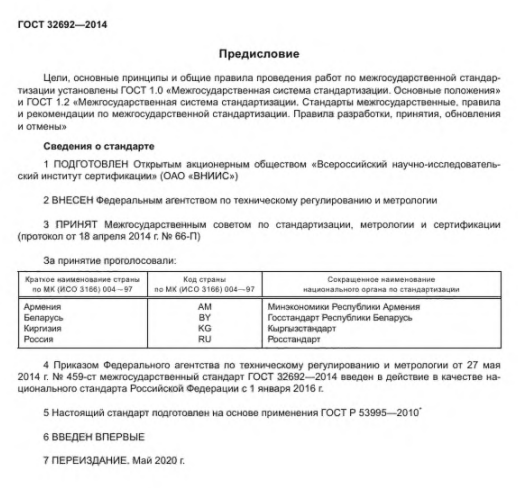 ГОСТ 32692—2014
Предисловие
Цели, основные принципы и общие правила проведения работ по межгосударственной стандар-
тизации установлены ГОСТ 1.0 «Межгосударственная система стандартизации. Основные положения»
и ГОСТ 1.2 «Межгосударственная система стандартизации. Стандарты межгосударственные, правила
и рекомендации по межгосударственной стандартизации. Правила разработки, принятия, обновления
и отмены»
Сведения о стандарте
1 ПОДГОТОВЛЕН Открытым акционерным обществом «Всероссийский научно-исследователь-
ский институт сертификации» (ОАО «ВНИИС»)
2 ВНЕСЕН Федеральным агентством по техническому регулированию и метрологии
3 ПРИНЯТ Межгосударственным советом по стандартизации, метрологии и сертификации
(протокол от 18 апреля 2014 г. № 66-П)
За принятие проголосовали:
Краткое наименование страны
по МК (ИСО 3166) 004—97
Код страны
по МК (ИСО 3166) 004—97
Сокращенное наименование
национального органа по стандартизации
Армения AM Минэкономики Республики Армения
Беларусь BY Госстандарт Республики Беларусь
Киргизия KG Кыргызстандарт
Россия RU Росстандарт
4 Приказом Федерального агентства по техническому регулированию и метрологии от 27 мая
2014 г. № 459-ст межгосударственный стандарт ГОСТ 32692—2014 введен в действие в качестве на-
ционального стандарта Российской Федерации с 1 января 2016 г.
5 Настоящий стандарт подготовлен на основе применения ГОСТ Р 53995—2010*
6 ВВЕДЕН ВПЕРВЫЕ
7 ПЕРЕИЗДАНИЕ. Май 2020 г.